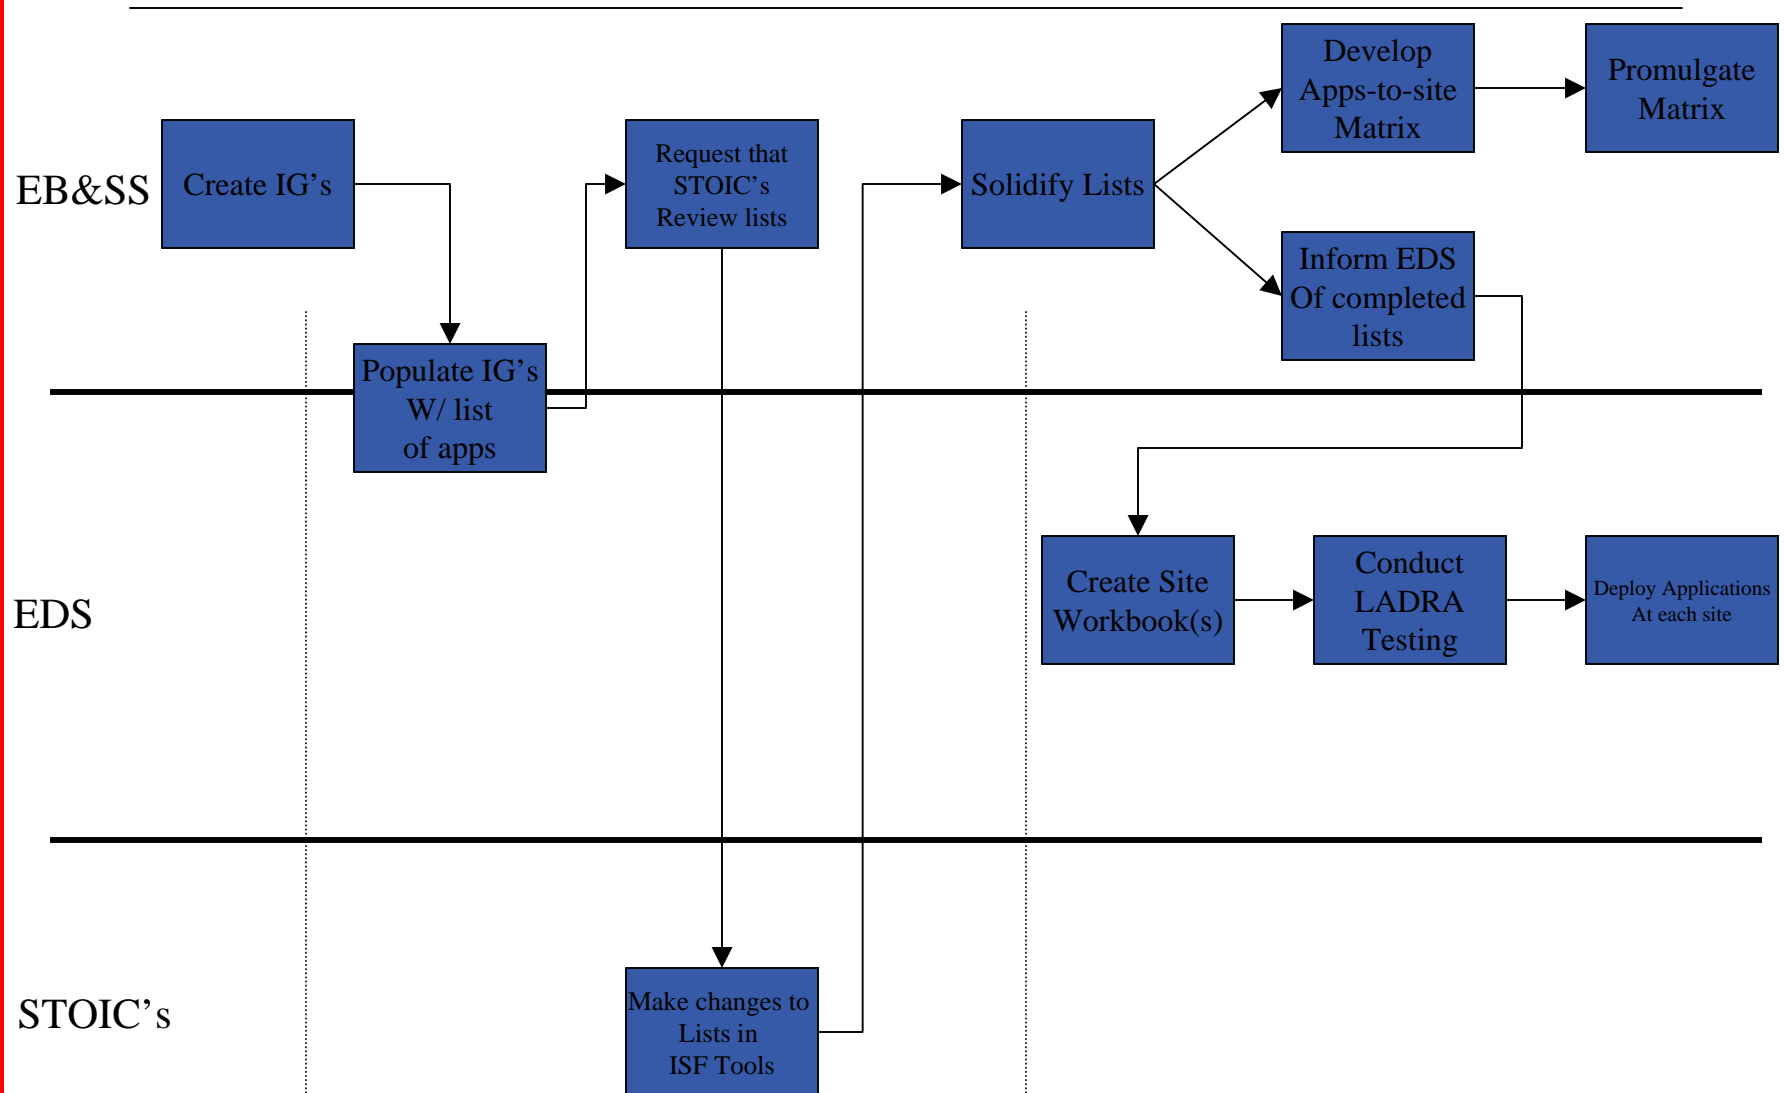 Develop
Apps-to-site
Matrix
Promulgate
Matrix
EB&SS
Create IG’s
Request that
STOIC’s
Review lists
Solidify Lists
Inform EDS
Of completed
lists
Populate IG’s
W/ list
of apps
EDS
Create Site
Workbook(s)
Conduct
LADRA
Testing
Deploy Applications
At each site
STOIC’s
Make changes to
Lists in
ISF Tools